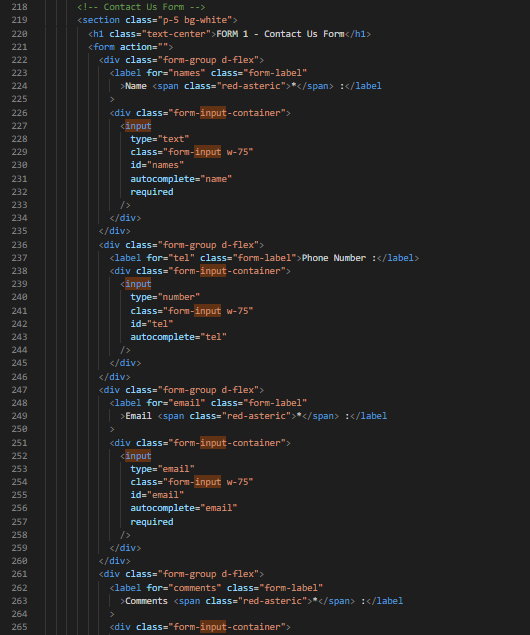 218 <!-- Contact Us Form -->
219 <section class="p-5 bg-white">
220 <h1 class="text-center">FORM 1 - Contact Us Form</h1>
221 <form action="">
222 <div class="form-group d-flex">
223 <label for="names" class="form-label"
224 >Name <span class="red-asteric">*</span> :</label
225 >
226 <div class="form-input-container">
227 <input
228 type="text"
229 class="form-input w-75"
230 id="names"
231 autocomplete="name"
232 required
233 />
234 </div>
235 </div>
236 <div class="form-group d-flex">
237 <label for="tel" class="form-label">Phone Number :</label>
238 <div class="form-input-container">
239 <input
240 type="number"
241 class="form-input w-75"
242 id="tel"
243 autocomplete="tel"
244 />
245 </div>
246 </div>
247 <div class="form-group d-flex">
248 <label for="email" class="form-label"
249 >Email <span class="red-asteric">*</span> :</label
250 >
251 <div class="form-input-container">
252 <input
253 type="email"
254 class="form-input w-75"
255 id="email"
256 autocomplete="email"
257 required
258 />
259 </div>
260 </div>
261 <div class="form-group d-flex">
262 <label for="comments" class="form-label"
263 >Comments <span class="red-asteric">*</span> :</label
264 >
265 <div class="form-input-container">